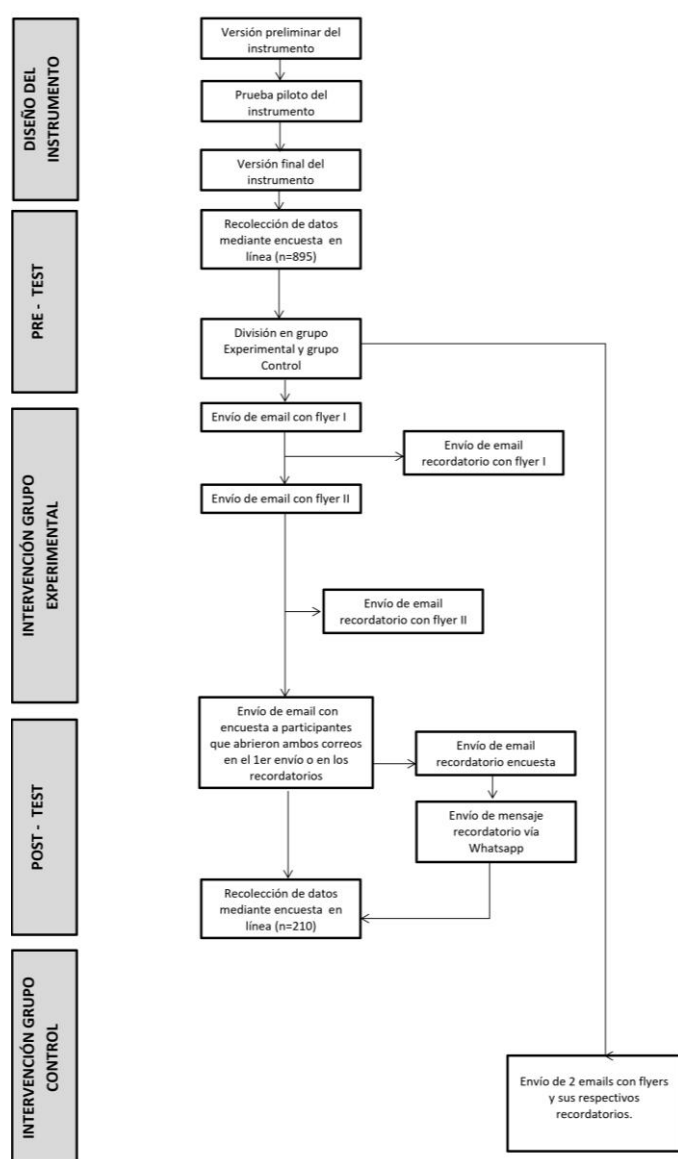 DISEÑO DEL
INSTRUMENTO
Versión preliminar del
instrumento
Prueba piloto del
instrumento
Versión final del
instrumento
PRE - TEST
Recolección de datos
mediante encuesta en
línea (n=895)
División en grupo
Experimental y grupo
Control
INTERVENCIÓN GRUPO
EXPERIMENTAL
Envío de email con flyer I
Envío de email
recordatorio con flyer I
Envío de email con flyer II
Envío de email
recordatorio con flyer II
POST - TEST
Envío de email con
encuesta a participantes
que abrieron ambos correos
en el 1er envío o en los
recordatorios
Envío de email
recordatorio encuesta
Envío de mensaje
recordatorio vía
Whatsapp
Recolección de datos
mediante encuesta en
línea (n=210)
INTERVENCIÓN GRUPO
CONTROL
Envío de 2 emails con flyers
y sus respectivos
recordatorios.